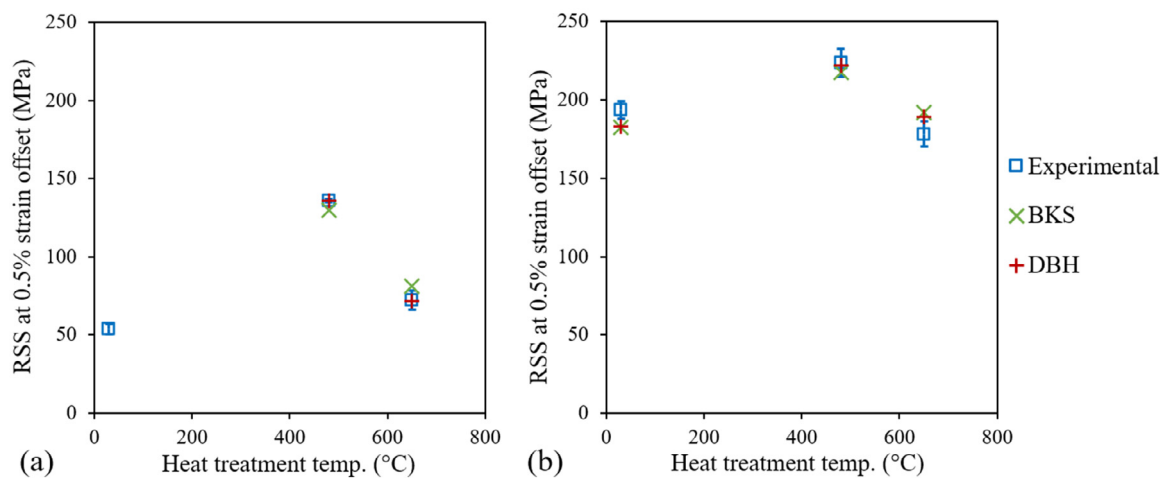 250
200
150
100
50
0
0 200 400 600 800
RSS at 0.5% strain offset (MPa)
Heat treatment temp. (°C)
(a)
250
200
150
100
50
0
0 200 400 600 800
RSS at 0.5% strain offset (MPa)
Heat treatment temp. (°C)
(b)
Experimental
BKS
DBH